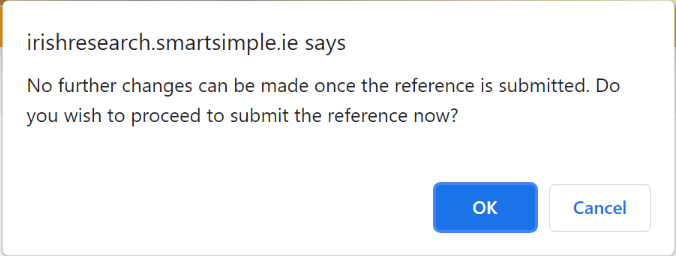 irishresearch.smartsimple.ie says
No further changes can be made once the reference is submitted. Do
you wish to proceed to submit the reference now?
OK
Cancel